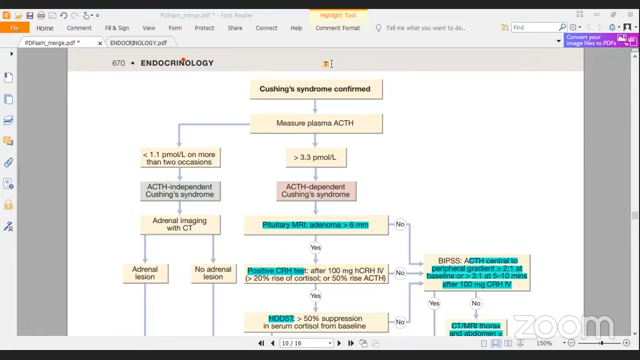 Highlight Tool
PDFsam_merge.pdf * - Foxit Reader
File Home Comment View Form Protect Share Connect Help Extras Comment Format Tell me what you want to do... Find
PDFsam_merge.pdf * × ENDOCRINOLOGY.pdf
Convert your image files to PDFs
670 • ENDOCRINOLOGY
Cushing's syndrome confirmed
Measure plasma ACTH
< 1.1 pmol/L on more
than two occasions
> 3.3 pmol/L
ACTH-independent
Cushing's syndrome
ACTH-dependent
Cushing's syndrome
Adrenal imaging
with CT
Pituitary MRI: adenoma > 6 mm
No
Yes
Adrenal
lesion
No adrenal
lesion
Positive CRH test: after 100 mg hCRH IV
(> 20% rise of cortisol or 50% rise ACTH)
No
BIPSS: ACTH central to
peripheral gradient > 2:1 at
baseline or > 3:1 at 5–10 mins
after 100 mg CRH IV
Yes
Yes
No
HDDST: > 50% suppression
in serum cortisol from baseline
No
CT/MRI thorax
and abdomen ±
zoom
10 / 16
150%